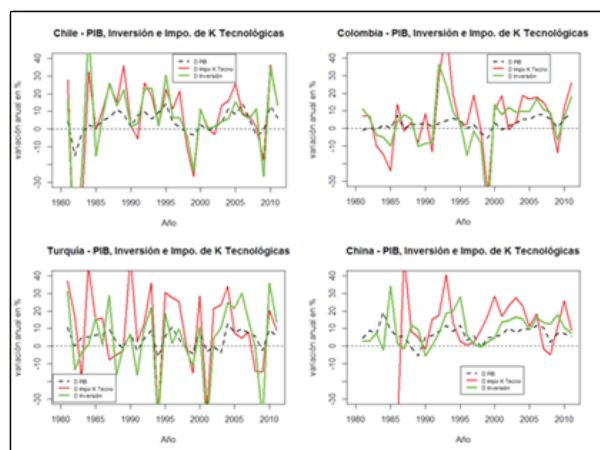 Chile - PIB, Inversión e Impo. de K Tecnológicas
variación anual en %
40
30
20
10
0
-10
-30
D PIB
D Impo K Tecno
D Inversión
1980 1985 1990 1995 2000 2005 2010
Año
Colombia - PIB, Inversión e Impo. de K Tecnológicas
variación anual en %
40
30
20
10
0
-10
-30
D PIB
D Impo K Tecno
D Inversión
1980 1985 1990 1995 2000 2005 2010
Año
Turquía - PIB, Inversión e Impo. de K Tecnológicas
variación anual en %
40
30
20
10
0
-10
-30
D PIB
D Impo K Tecno
D Inversión
1980 1985 1990 1995 2000 2005 2010
Año
China - PIB, Inversión e Impo. de K Tecnológicas
variación anual en %
40
30
20
10
0
-10
-30
D PIB
D Impo K Tecno
D Inversión
1980 1985 1990 1995 2000 2005 2010
Año